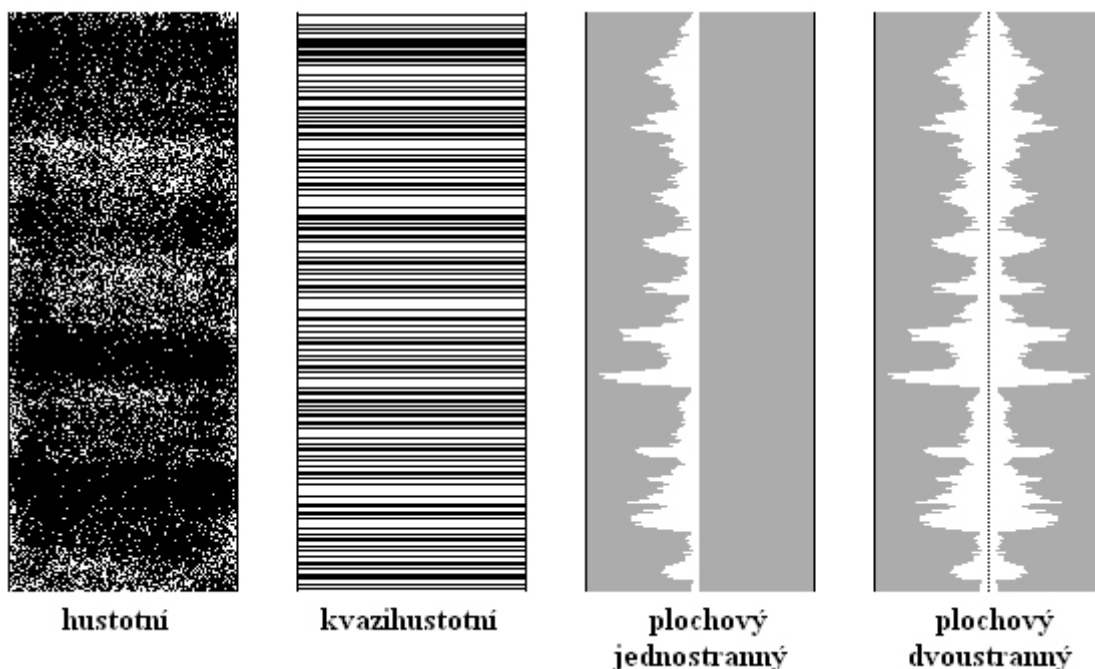 hustotní
kvazihustotní
plochový
jednostranný
plochový
dvoustranný